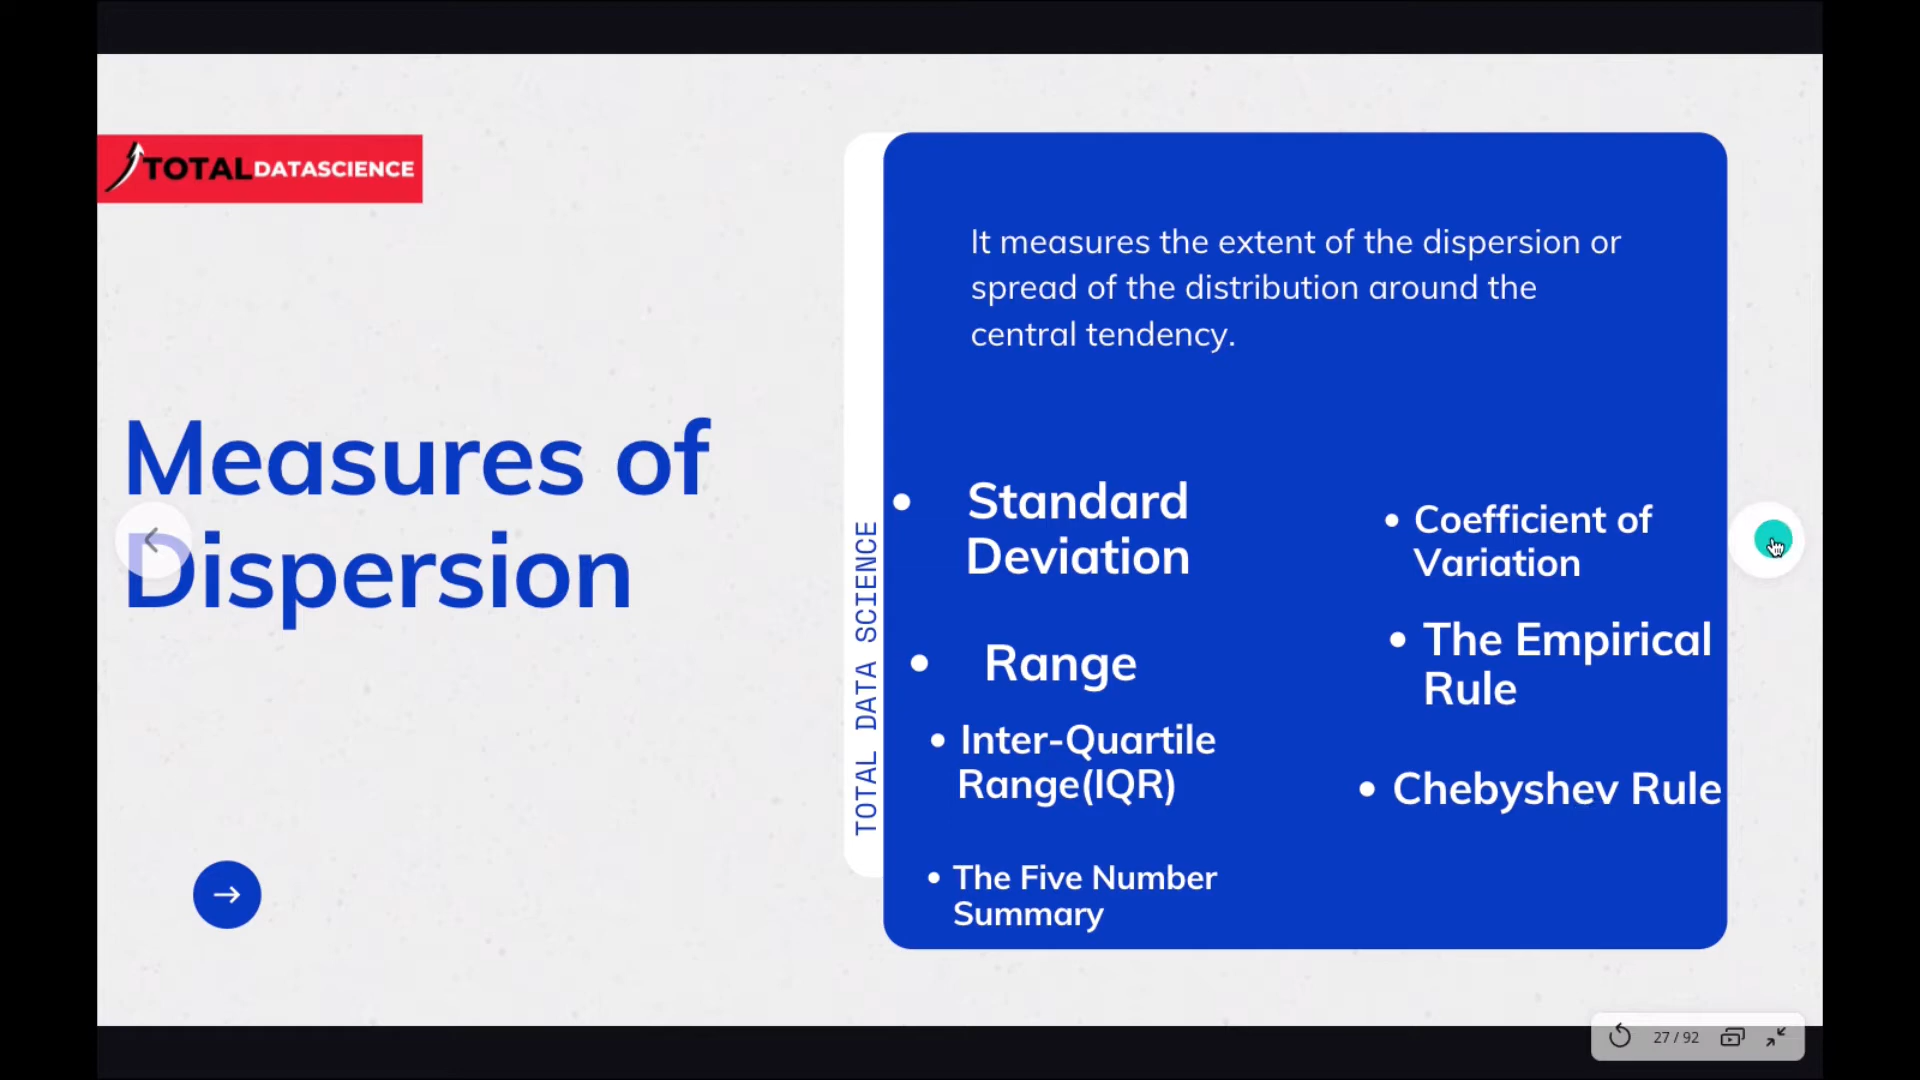 TOTAL DATASCIENCE
Measures of
Dispersion
TOTAL DATA SCIENCE
It measures the extent of the dispersion or
spread of the distribution around the
central tendency.
• Standard
Deviation
• Range
• Inter-Quartile
Range(IQR)
• The Five Number
Summary
• Coefficient of
Variation
• The Empirical
Rule
• Chebyshev Rule
27 / 92